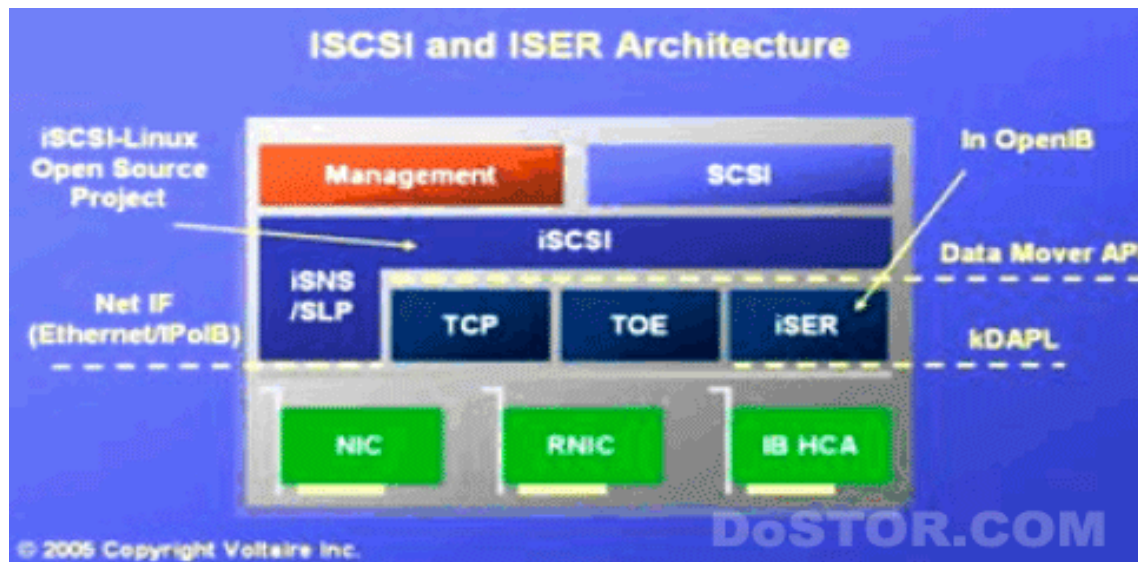 ISCSI and ISER Architecture
iSCSI-Linux
Open Source
Project
In OpenIB
Management
SCSI
iSCSI
Data Mover AP
iSNS
/SLP
Net IF
(Ethernet/IPoIB)
TCP
TOE
iSER
kDAPL
NIC
RNIC
IB HCA
DoSTOR.COM
© 2005 Copyright Voltaire Inc.